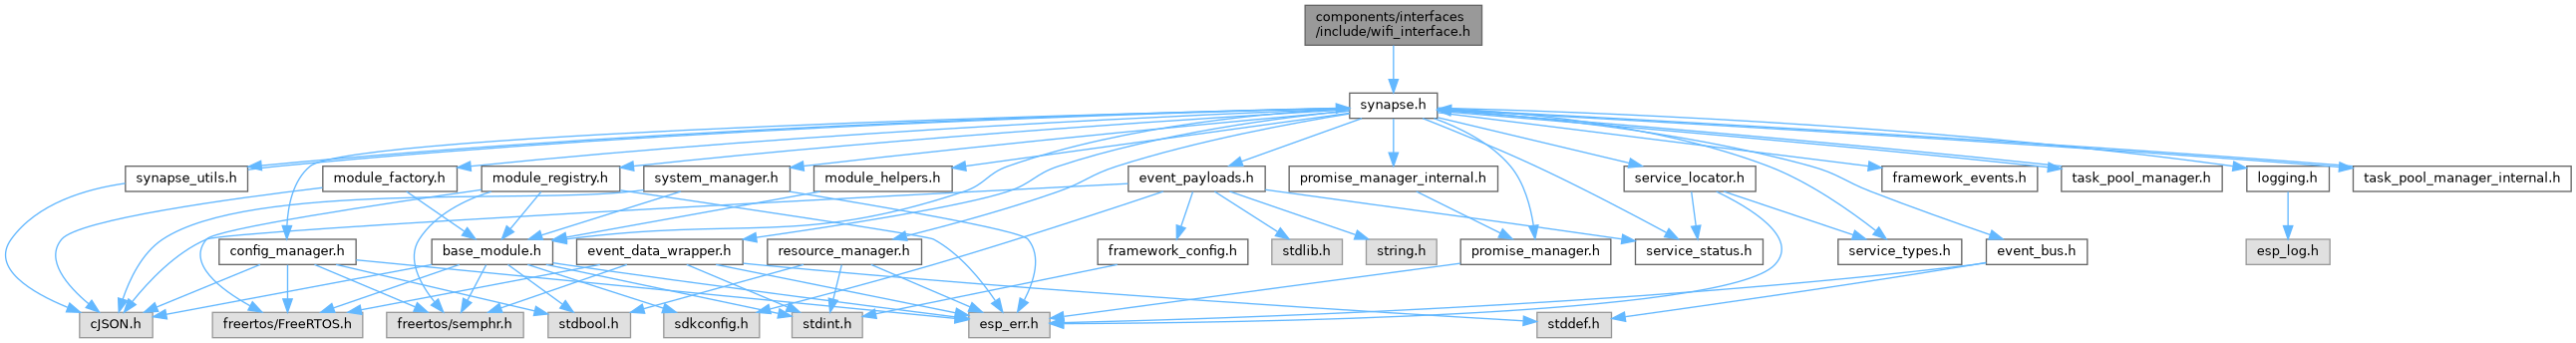 components/interfaces
/include/wifi_interface.h
synapse.h
synapse_utils.h
module_factory.h
module_registry.h
system_manager.h
module_helpers.h
event_payloads.h
promise_manager_internal.h
service_locator.h
framework_events.h
task_pool_manager.h
logging.h
task_pool_manager_internal.h
config_manager.h
base_module.h
event_data_wrapper.h
resource_manager.h
framework_config.h
stdlib.h
string.h
promise_manager.h
service_status.h
service_types.h
event_bus.h
esp_log.h
cJSON.h
freertos/FreeRTOS.h
freertos/semphr.h
stdbool.h
sdkconfig.h
stdint.h
esp_err.h
stddef.h